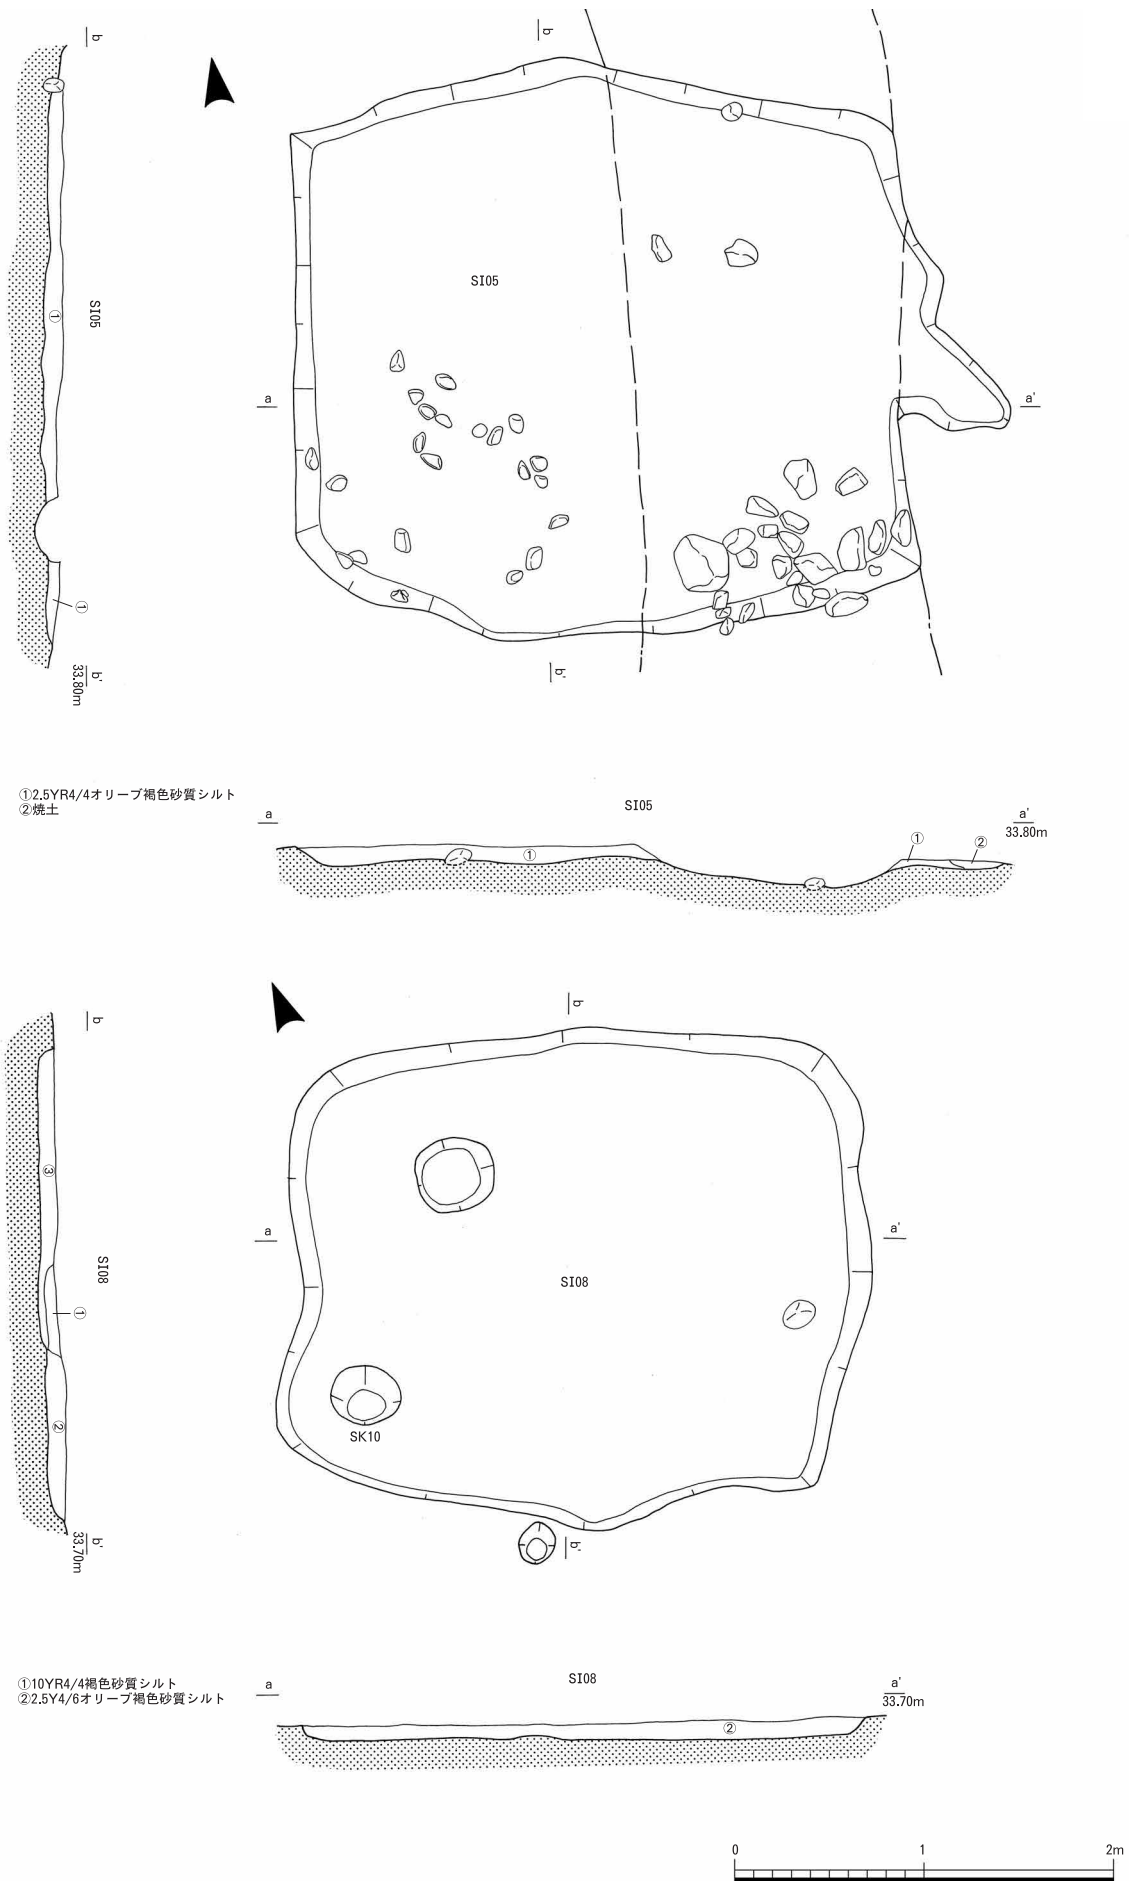 b
b
SI05
①
SI05
a
a'
①
b'
33.80m
b'
①2.5YR4/4オリーブ褐色砂質シルト
②焼土
SI05
a
a'
33.80m
①
②
①
b
b
③
SI08
①
②
a
a'
SI08
SK10
b'
33.70m
b'
①10YR4/4褐色砂質シルト
②2.5Y4/6オリーブ褐色砂質シルト
SI08
a
a'
33.70m
②
0
1
2m